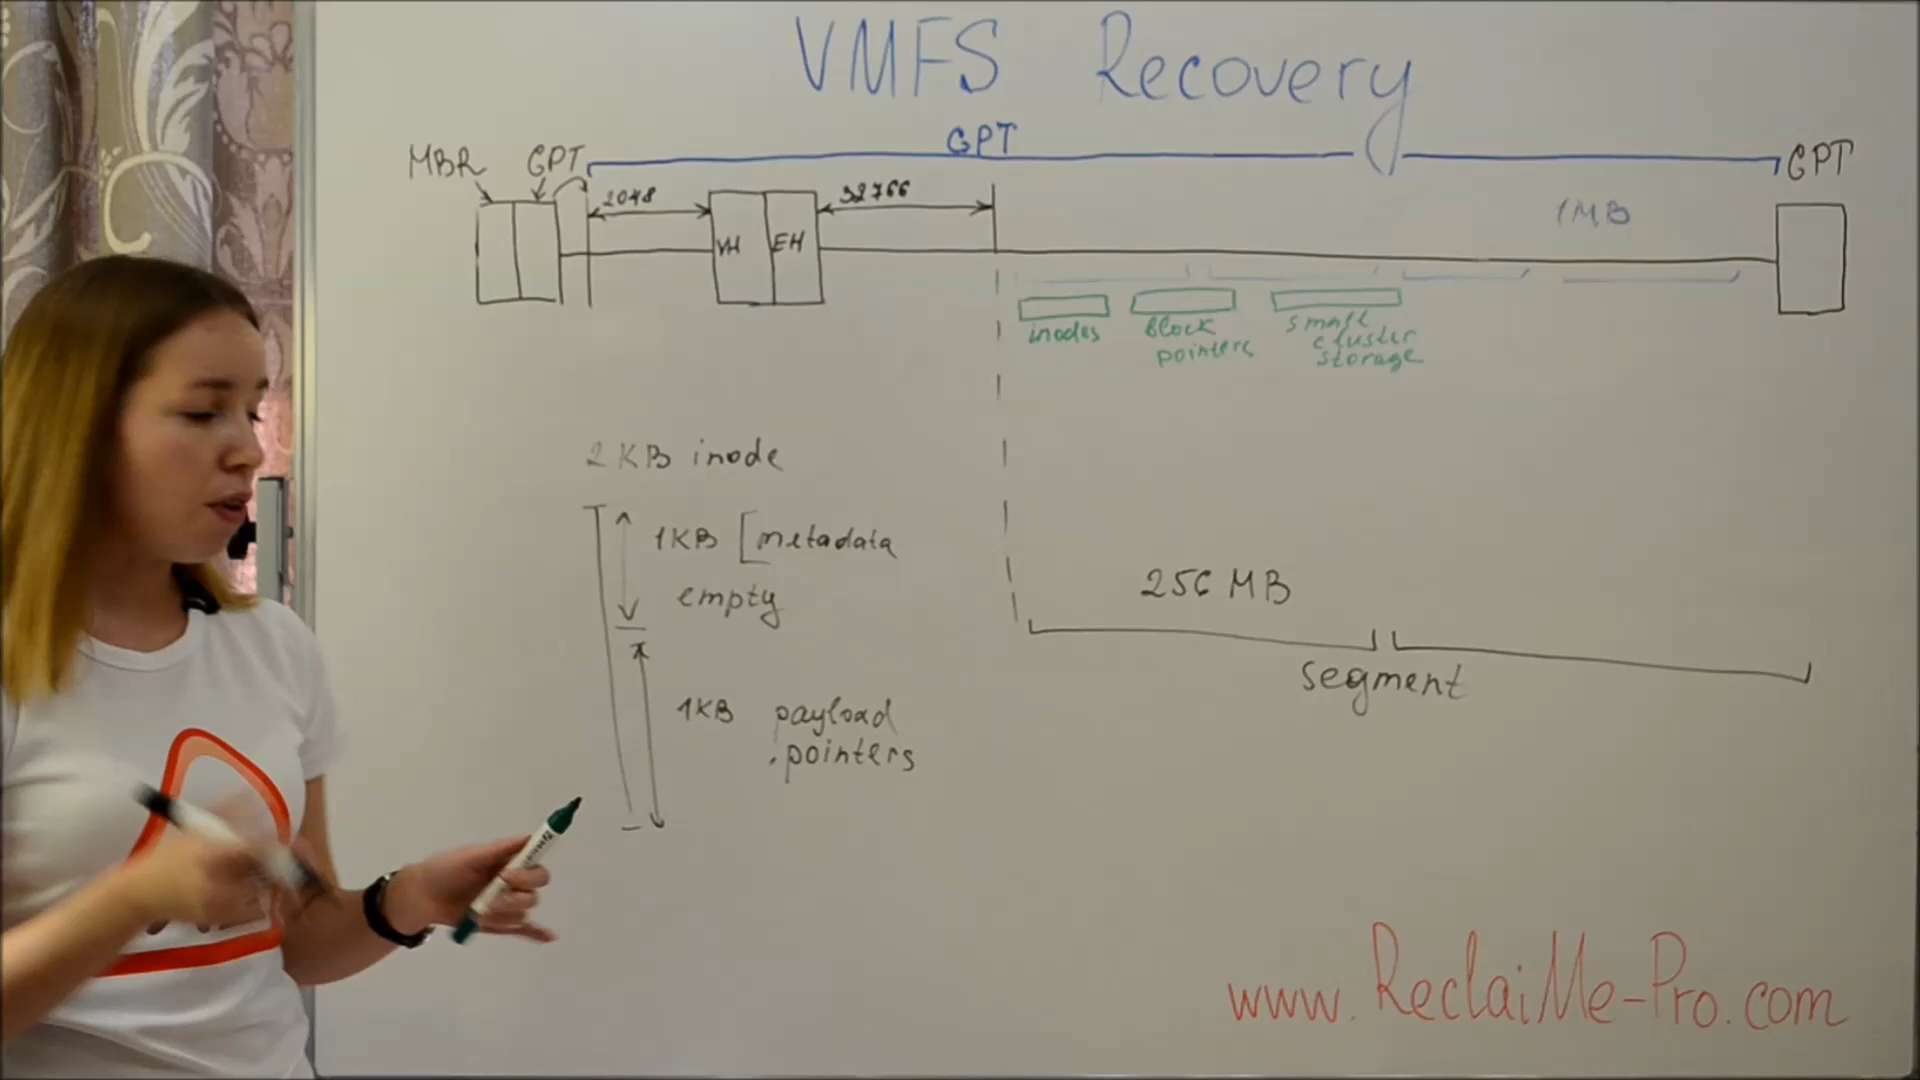 VMFS Recovery
GPT
MBR GPT
GPT
2048
32766
1MB
VH EH
inodes
Block
pointers
small
cluster
storage
2KB inode
1KB [metadata
empty
1KB payload
pointers
256 MB
segment
www.ReclaiMe-Pro.com